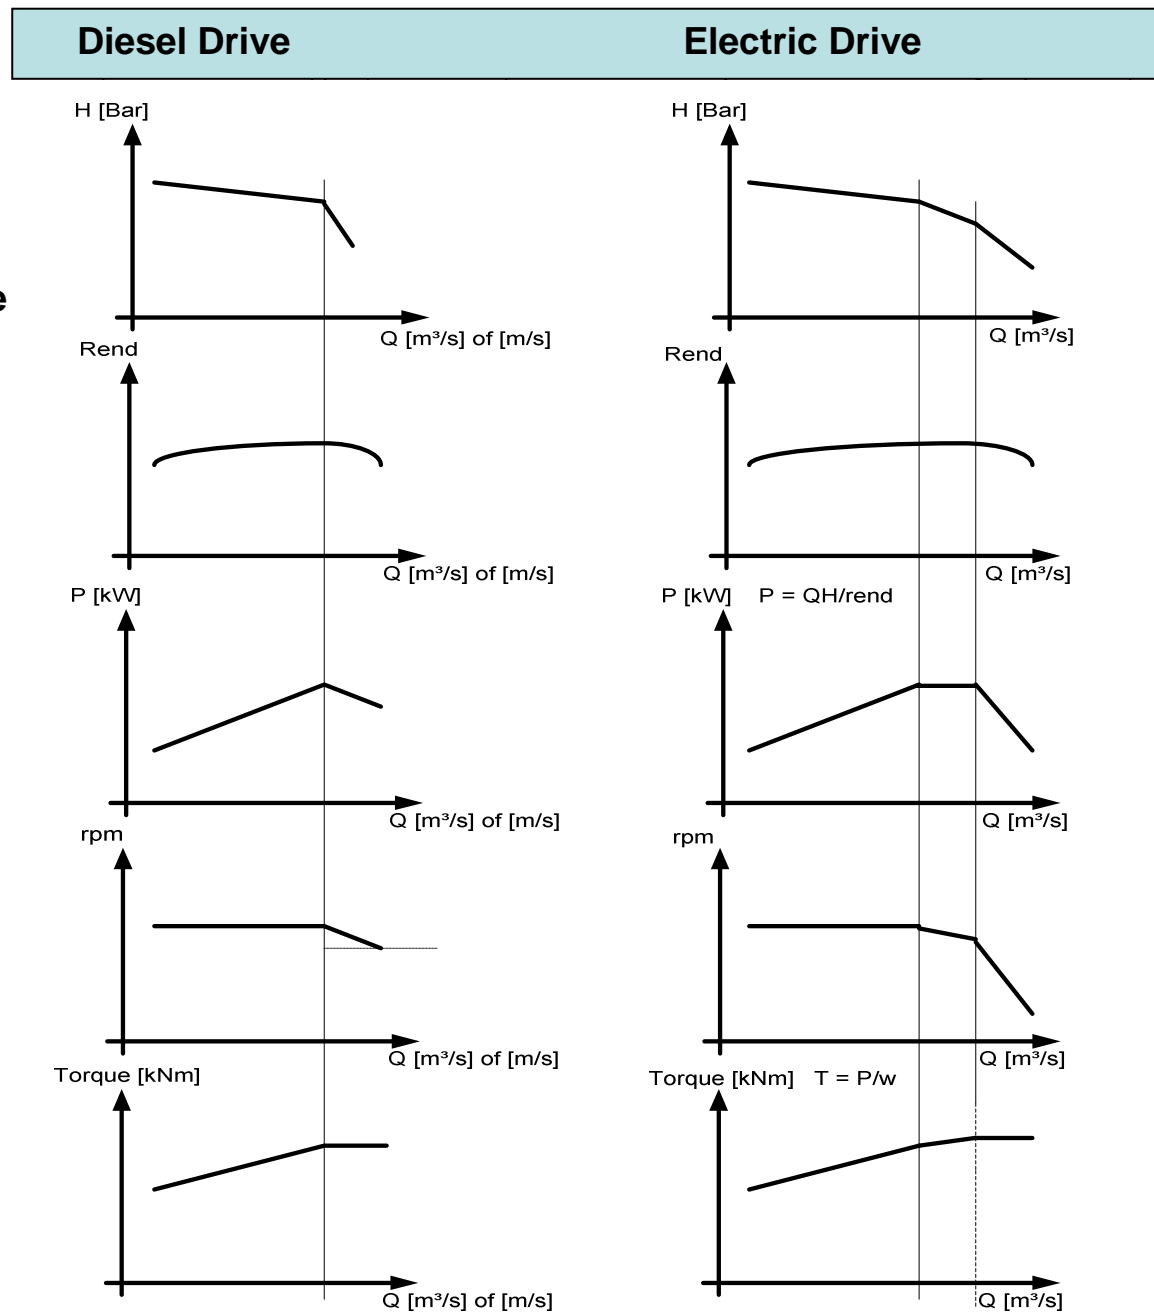 Diesel Drive
Electric Drive
H [Bar]
H [Bar]
e
Q [m³/s] of [m/s]
Q [m³/s]
Rend
Rend
Q [m³/s] of [m/s]
Q [m³/s]
P [kW]
P [kW] P = QH/rend
Q [m³/s] of [m/s]
Q [m³/s]
rpm
rpm
Q [m³/s] of [m/s]
Q [m³/s]
Torque [kNm]
Torque [kNm] T = P/w
Q [m³/s] of [m/s]
Q [m³/s]